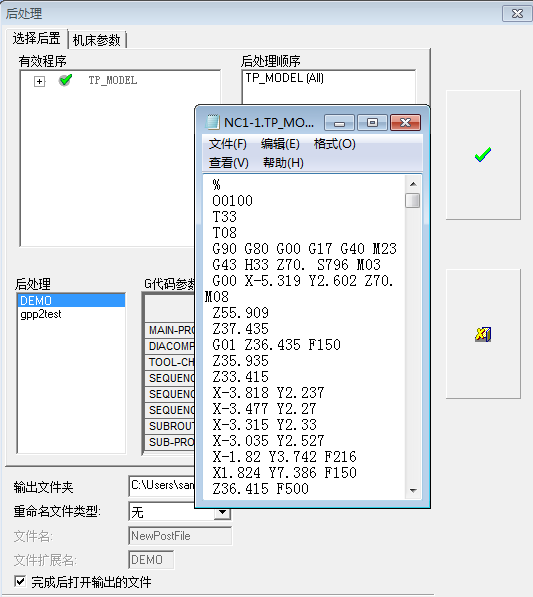 后处理
选择后置
机床参数
有效程序
后处理顺序
TP_MODEL
TP_MODEL (All)
NC1-1.TP_MO...
文件(F) 编辑(E) 格式(O)
查看(V) 帮助(H)
%
O0100
T33
T08
G90 G80 G00 G17 G40 M23
G43 H33 Z70. S796 M03
G00 X-5.319 Y2.602 Z70.
M08
Z55.909
Z37.435
G01 Z36.435 F150
Z35.935
Z33.415
X-3.818 Y2.237
X-3.477 Y2.27
X-3.315 Y2.33
X-3.035 Y2.527
X-1.82 Y3.742 F216
X1.824 Y7.386 F150
Z36.415 F500
后处理
DEMO
gpp2test
G代码参数
MAIN-PRO
DIACOMP
TOOL-CH
SEQUENC
SEQUENC
SEQUENC
SUBROUT
SUB-PRO
输出文件夹
C:\Users\san
重命名文件类型:
无
文件名:
NewPostFile
文件扩展名:
DEMO
完成后打开输出的文件